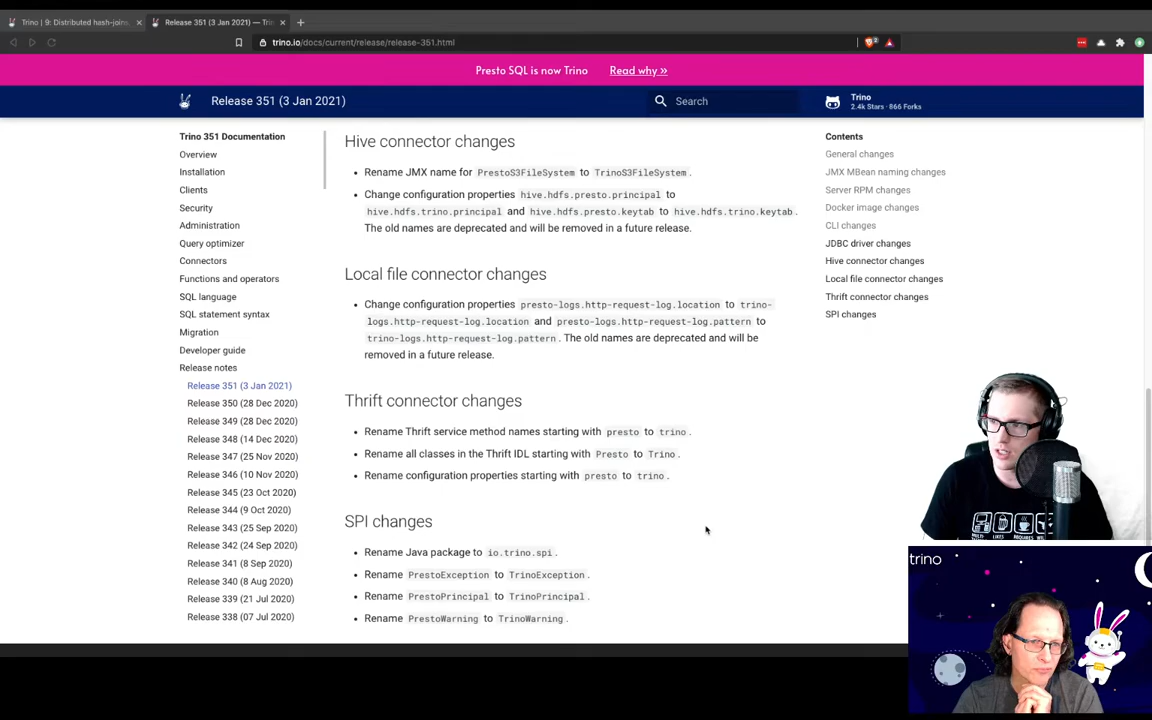 Trino | 9: Distributed hash-joins,
Release 351 (3 Jan 2021) — Trin
trino.io/docs/current/release/release-351.html
Presto SQL is now Trino Read why »
Release 351 (3 Jan 2021)
Search
Trino
2.4k Stars · 866 Forks
Trino 351 Documentation
Overview
Installation
Clients
Security
Administration
Query optimizer
Connectors
Functions and operators
SQL language
SQL statement syntax
Migration
Developer guide
Release notes
Release 351 (3 Jan 2021)
Release 350 (28 Dec 2020)
Release 349 (28 Dec 2020)
Release 348 (14 Dec 2020)
Release 347 (25 Nov 2020)
Release 346 (10 Nov 2020)
Release 345 (23 Oct 2020)
Release 344 (9 Oct 2020)
Release 343 (25 Sep 2020)
Release 342 (24 Sep 2020)
Release 341 (8 Sep 2020)
Release 340 (8 Aug 2020)
Release 339 (21 Jul 2020)
Release 338 (07 Jul 2020)
Hive connector changes
Rename JMX name for PrestoS3FileSystem to TrinoS3FileSystem.
Change configuration properties hive.hdfs.presto.principal to
hive.hdfs.trino.principal and hive.hdfs.presto.keytab to hive.hdfs.trino.keytab.
The old names are deprecated and will be removed in a future release.
Local file connector changes
Change configuration properties presto-logs.http-request-log.location to trino-
logs.http-request-log.location and presto-logs.http-request-log.pattern to
trino-logs.http-request-log.pattern. The old names are deprecated and will be
removed in a future release.
Thrift connector changes
Rename Thrift service method names starting with presto to trino.
Rename all classes in the Thrift IDL starting with Presto to Trino.
Rename configuration properties starting with presto to trino.
SPI changes
Rename Java package to io.trino.spi.
Rename PrestoException to TrinoException.
Rename PrestoPrincipal to TrinoPrincipal.
Rename PrestoWarning to TrinoWarning.
Contents
General changes
JMX MBean naming changes
Server RPM changes
Docker image changes
CLI changes
JDBC driver changes
Hive connector changes
Local file connector changes
Thrift connector changes
SPI changes
trino